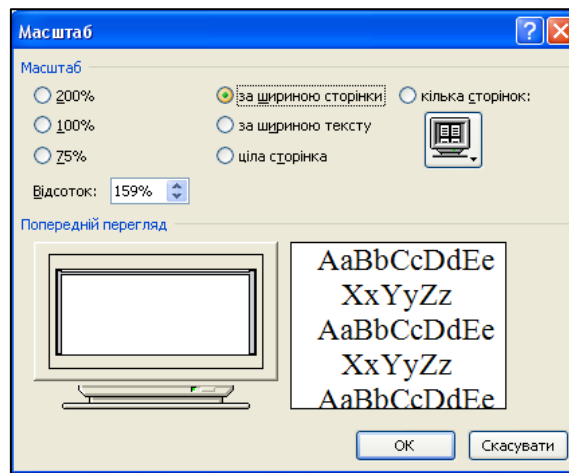 Масштаб
Масштаб
200% за шириною сторінки кілька сторінок:
100% за шириною тексту
75% ціла сторінка
Відсоток: 159%
Попередній перегляд
AaBbCcDdEe
XxYyZz
AaBbCcDdEe
XxYyZz
AaBbCcDdEe
ОК Скасувати